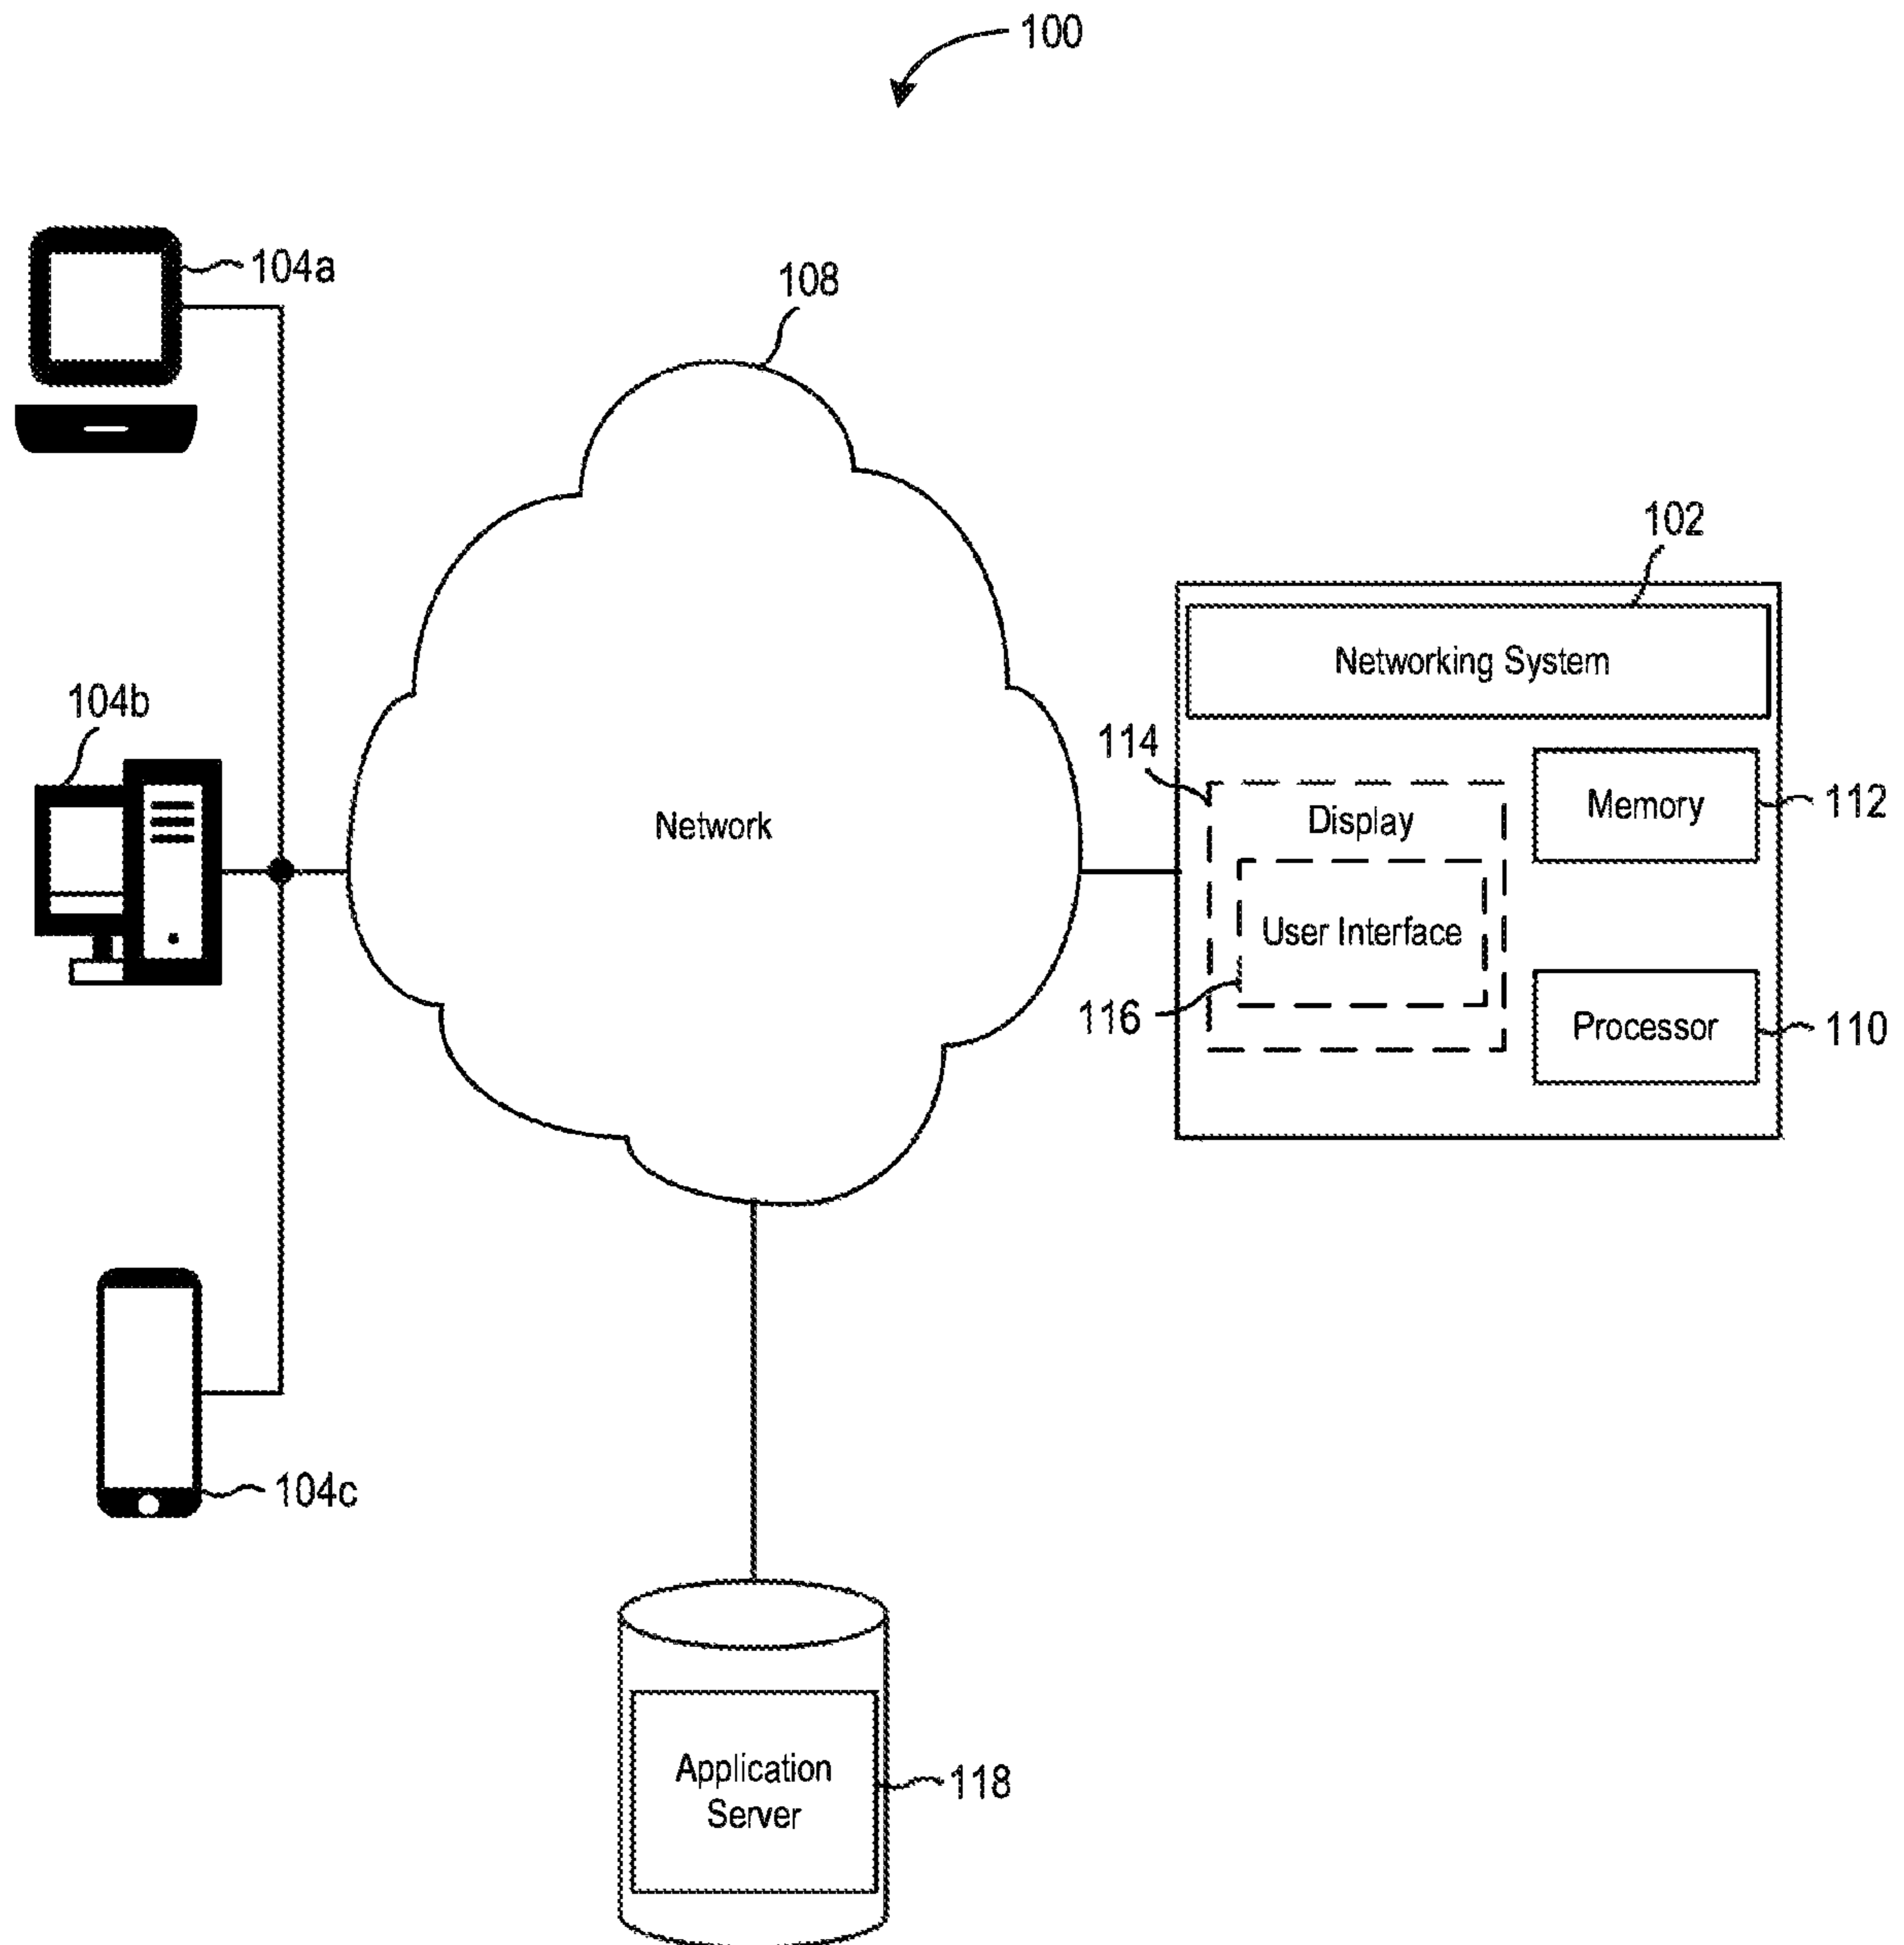 100
104a
108
102
Networking System
104b
114
Display
Memory
112
Network
User Interface
116
Processor
110
104c
Application
Server
118